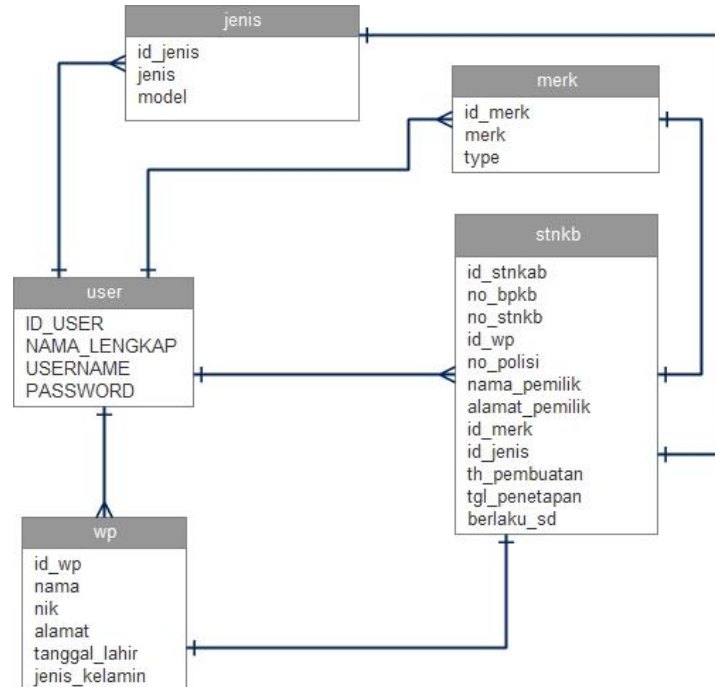 jenis
id_jenis
jenis
model
merk
id_merk
merk
type
stnkb
id_stnkab
no_bpkb
no_stnkb
id_wp
no_polisi
nama_pemilik
alamat_pemilik
id_merk
id_jenis
th_pembuatan
tgl_penetapan
berlaku_sd
user
ID_USER
NAMA_LENGKAP
USERNAME
PASSWORD
wp
id_wp
nama
nik
alamat
tanggal_lahir
jenis_kelamin